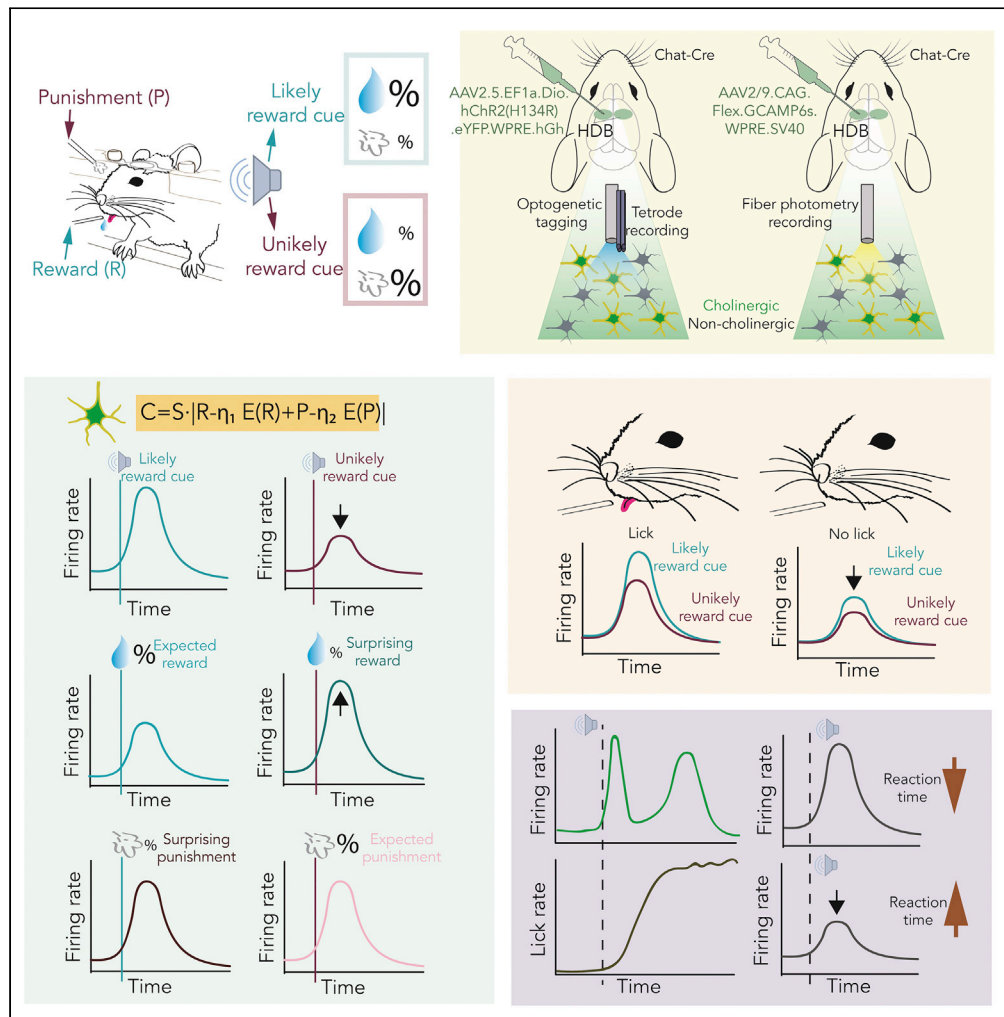 Punishment (P)
Likely
reward cue
%
%
Reward (R)
Unikely
reward cue
%
%
Chat-Cre
AAV2.5.EF1a.Dio.
hChR2(H134R)
.eYFP.WPRE.hGh
HDB
Optogenetic
tagging
Tetrode
recording
Chat-Cre
AAV2/9.CAG.
Flex.GCAMP6s.
WPRE.SV40
HDB
Fiber photometry
recording
Cholinergic
Non-cholinergic
C=S·|R-η₁ E(R)+P-η₂ E(P)|
Likely
reward cue
Firing rate
Time
Unikely
reward cue
Firing rate
Time
% Expected
reward
Firing rate
Time
% Surprising
reward
Firing rate
Time
% Surprising
punishment
Firing rate
Time
% Expected
punishment
Firing rate
Time
Lick
Likely
reward cue
Unikely
reward cue
Firing rate
Time
No lick
Likely
reward cue
Unikely
reward cue
Firing rate
Time
Firing rate
Firing rate
Reaction
time
Lick rate
Time
Firing rate
Reaction
time
Time